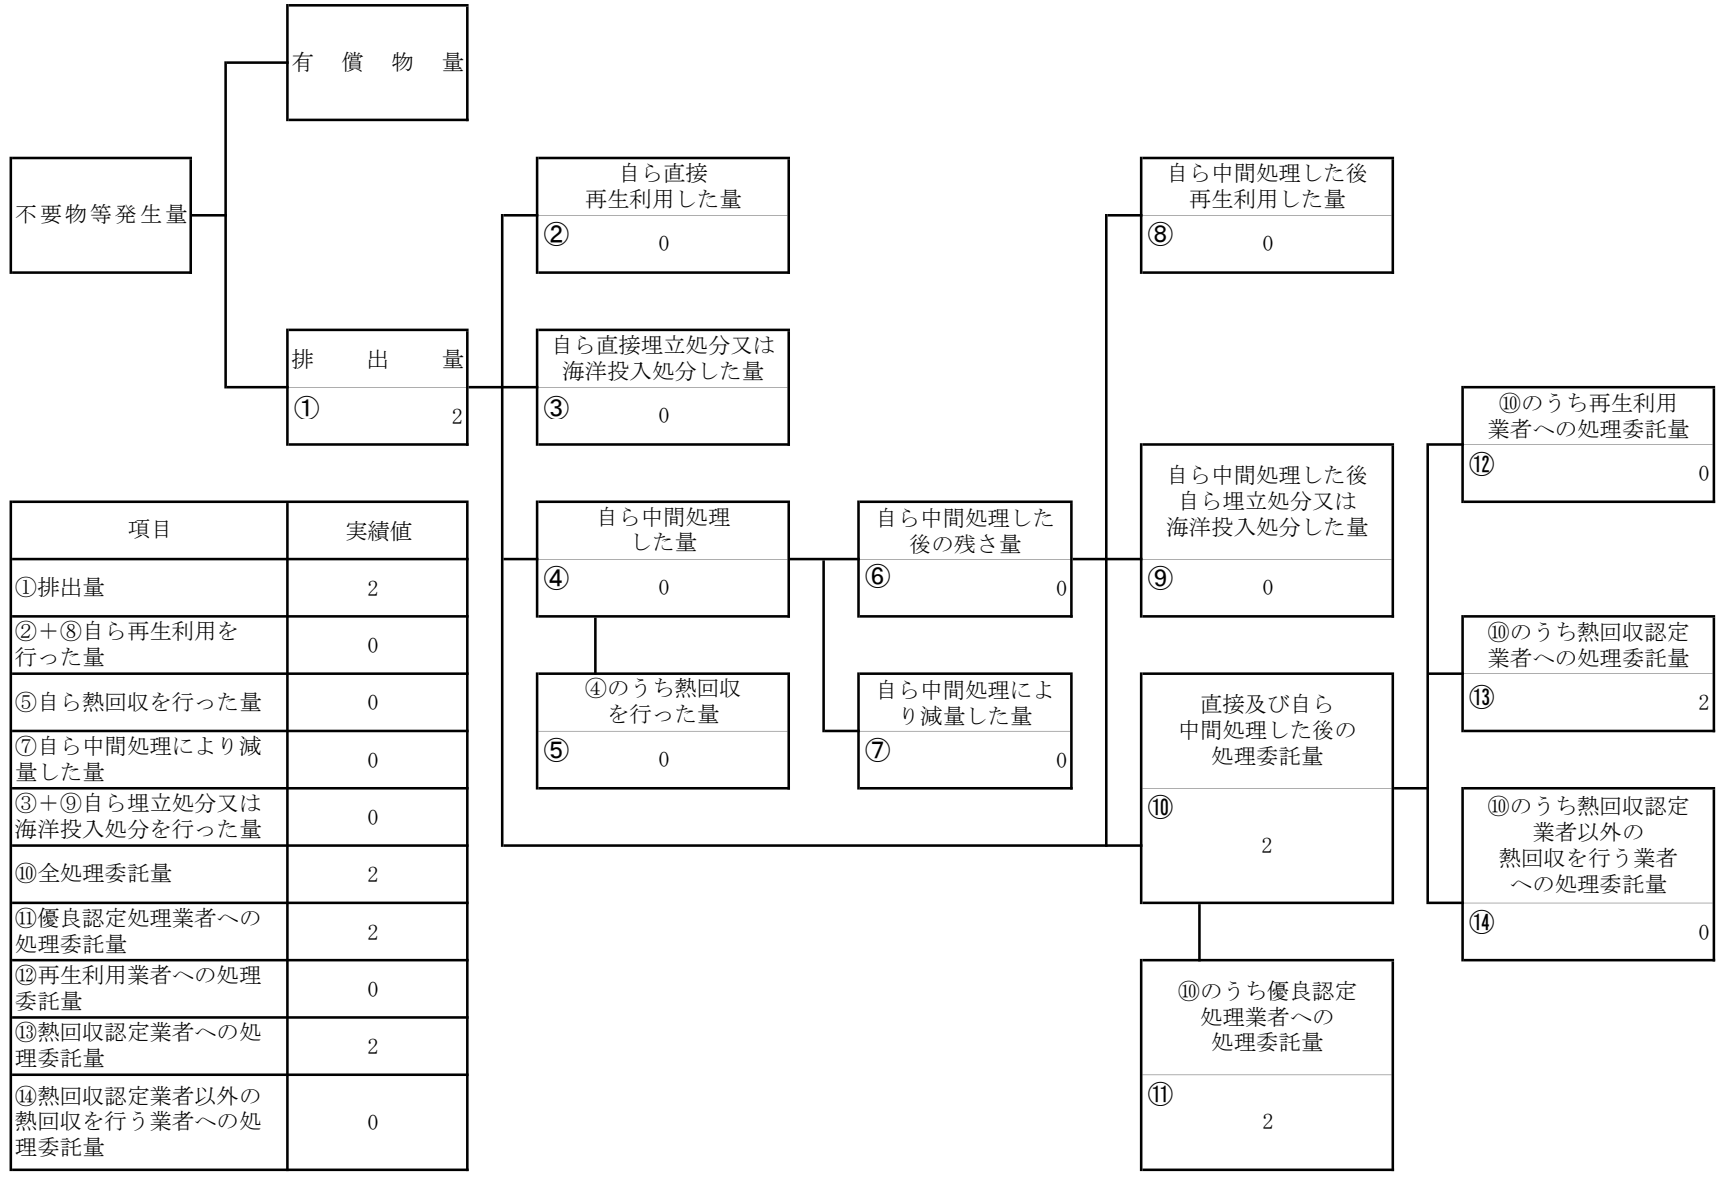 有償物量
不要物等発生量
排出量
①
2
自ら直接
再生利用した量
②
0
自ら直接埋立処分又は
海洋投入処分した量
③
0
自ら中間処理
した量
④
0
④のうち熱回収
を行った量
⑤
0
自ら中間処理した
後の残さ量
⑥
0
自ら中間処理によ
り減量した量
⑦
0
自ら中間処理した後
再生利用した量
⑧
0
自ら中間処理した後
自ら埋立処分又は
海洋投入処分した量
⑨
0
直接及び自ら
中間処理した後の
処理委託量
⑩
2
⑩のうち優良認定
処理業者への
処理委託量
⑪
2
⑩のうち再生利用
業者への処理委託量
⑫
0
⑩のうち熱回収認定
業者への処理委託量
⑬
2
⑩のうち熱回収認定
業者以外の
熱回収を行う業者
への処理委託量
⑭
0
項目 実績値
①排出量 2
②＋⑧自ら再生利用を
行った量
0
⑤自ら熱回収を行った量 0
⑦自ら中間処理により減
量した量
0
③＋⑨自ら埋立処分又は
海洋投入処分を行った量
0
⑩全処理委託量 2
⑪優良認定処理業者への
処理委託量
2
⑫再生利用業者への処理
委託量
0
⑬熱回収認定業者への処
理委託量
2
⑭熱回収認定業者以外の
熱回収を行う業者への処
理委託量
0